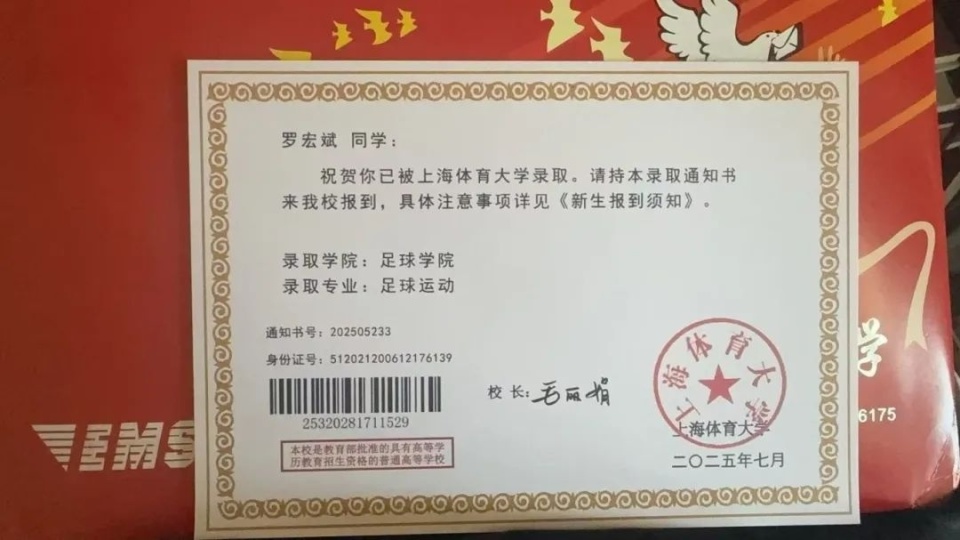 罗宏斌 同学：
祝贺你已被上海体育大学录取。请持本录取通知书
来我校报到，具体注意事项详见《新生报到须知》。
录取学院：足球学院
录取专业：足球运动
通知书号：202505233
身份证号：512021200612176139
25320281711529
本校是教育部批准的具有高等学
历教育招生资格的普通高等学校
校 长：毛丽娟
上海体育大学
上海体育大学
二〇二五年七月
EMS
学
6175